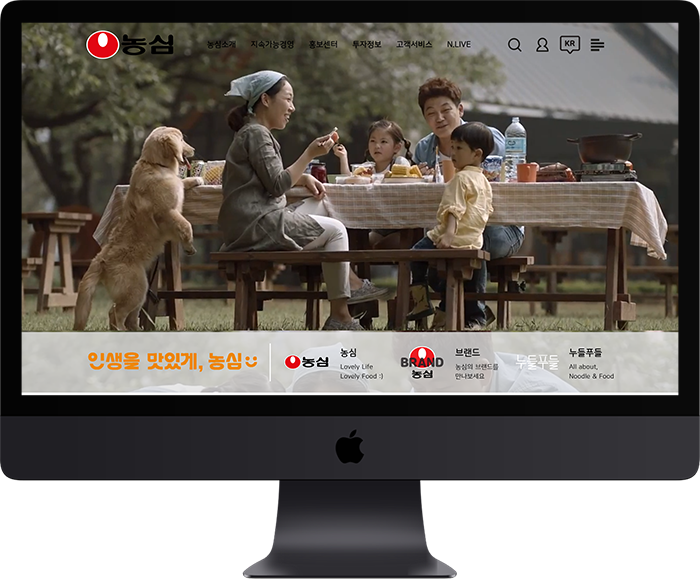 농심
농심소개 지속가능경영 홍보센터 투자정보 고객서비스 N.LIVE
KR
인생을 맛있게, 농심
농심
농심
Lovely Life
Lovely Food :)
BRAND
농심
브랜드
농심의 브랜드를
만나보세요
누들푸들
누들푸들
All about,
Noodle & Food